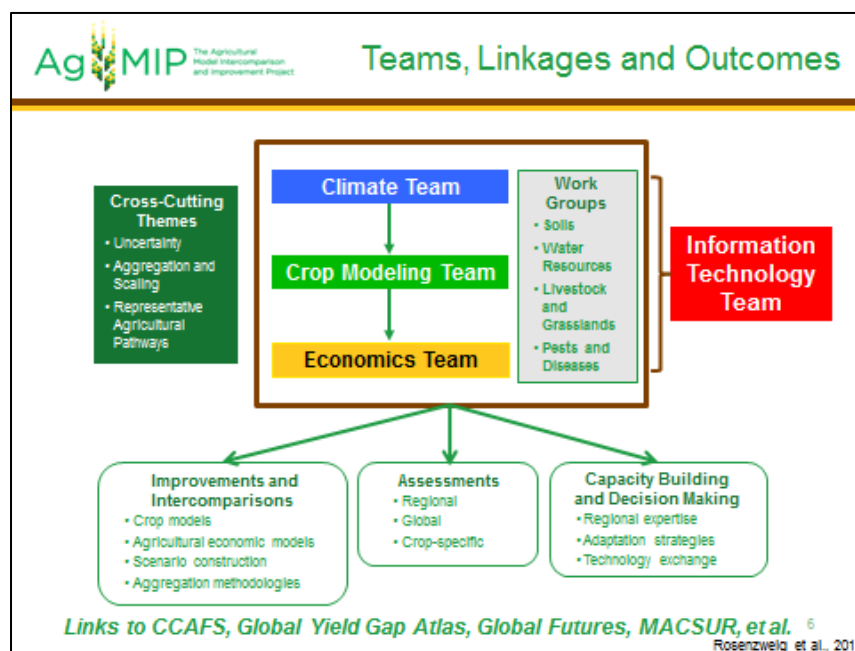 AgMIP
The Agricultural
Model Intercomparison
and Improvement Project
Teams, Linkages and Outcomes
Cross-Cutting
Themes
• Uncertainty
• Aggregation and
Scaling
• Representative
Agricultural
Pathways
Climate Team
Crop Modeling Team
Economics Team
Work
Groups
• Soils
• Water
Resources
• Livestock
and
Grasslands
• Pests and
Diseases
Information
Technology
Team
Improvements and
Intercomparisons
• Crop models
• Agricultural economic models
• Scenario construction
• Aggregation methodologies
Assessments
• Regional
• Global
• Crop-specific
Capacity Building
and Decision Making
• Regional expertise
• Adaptation strategies
• Technology exchange
Links to CCAFS, Global Yield Gap Atlas, Global Futures, MACSUR, et al. 6
Rosenzweig et al., 201